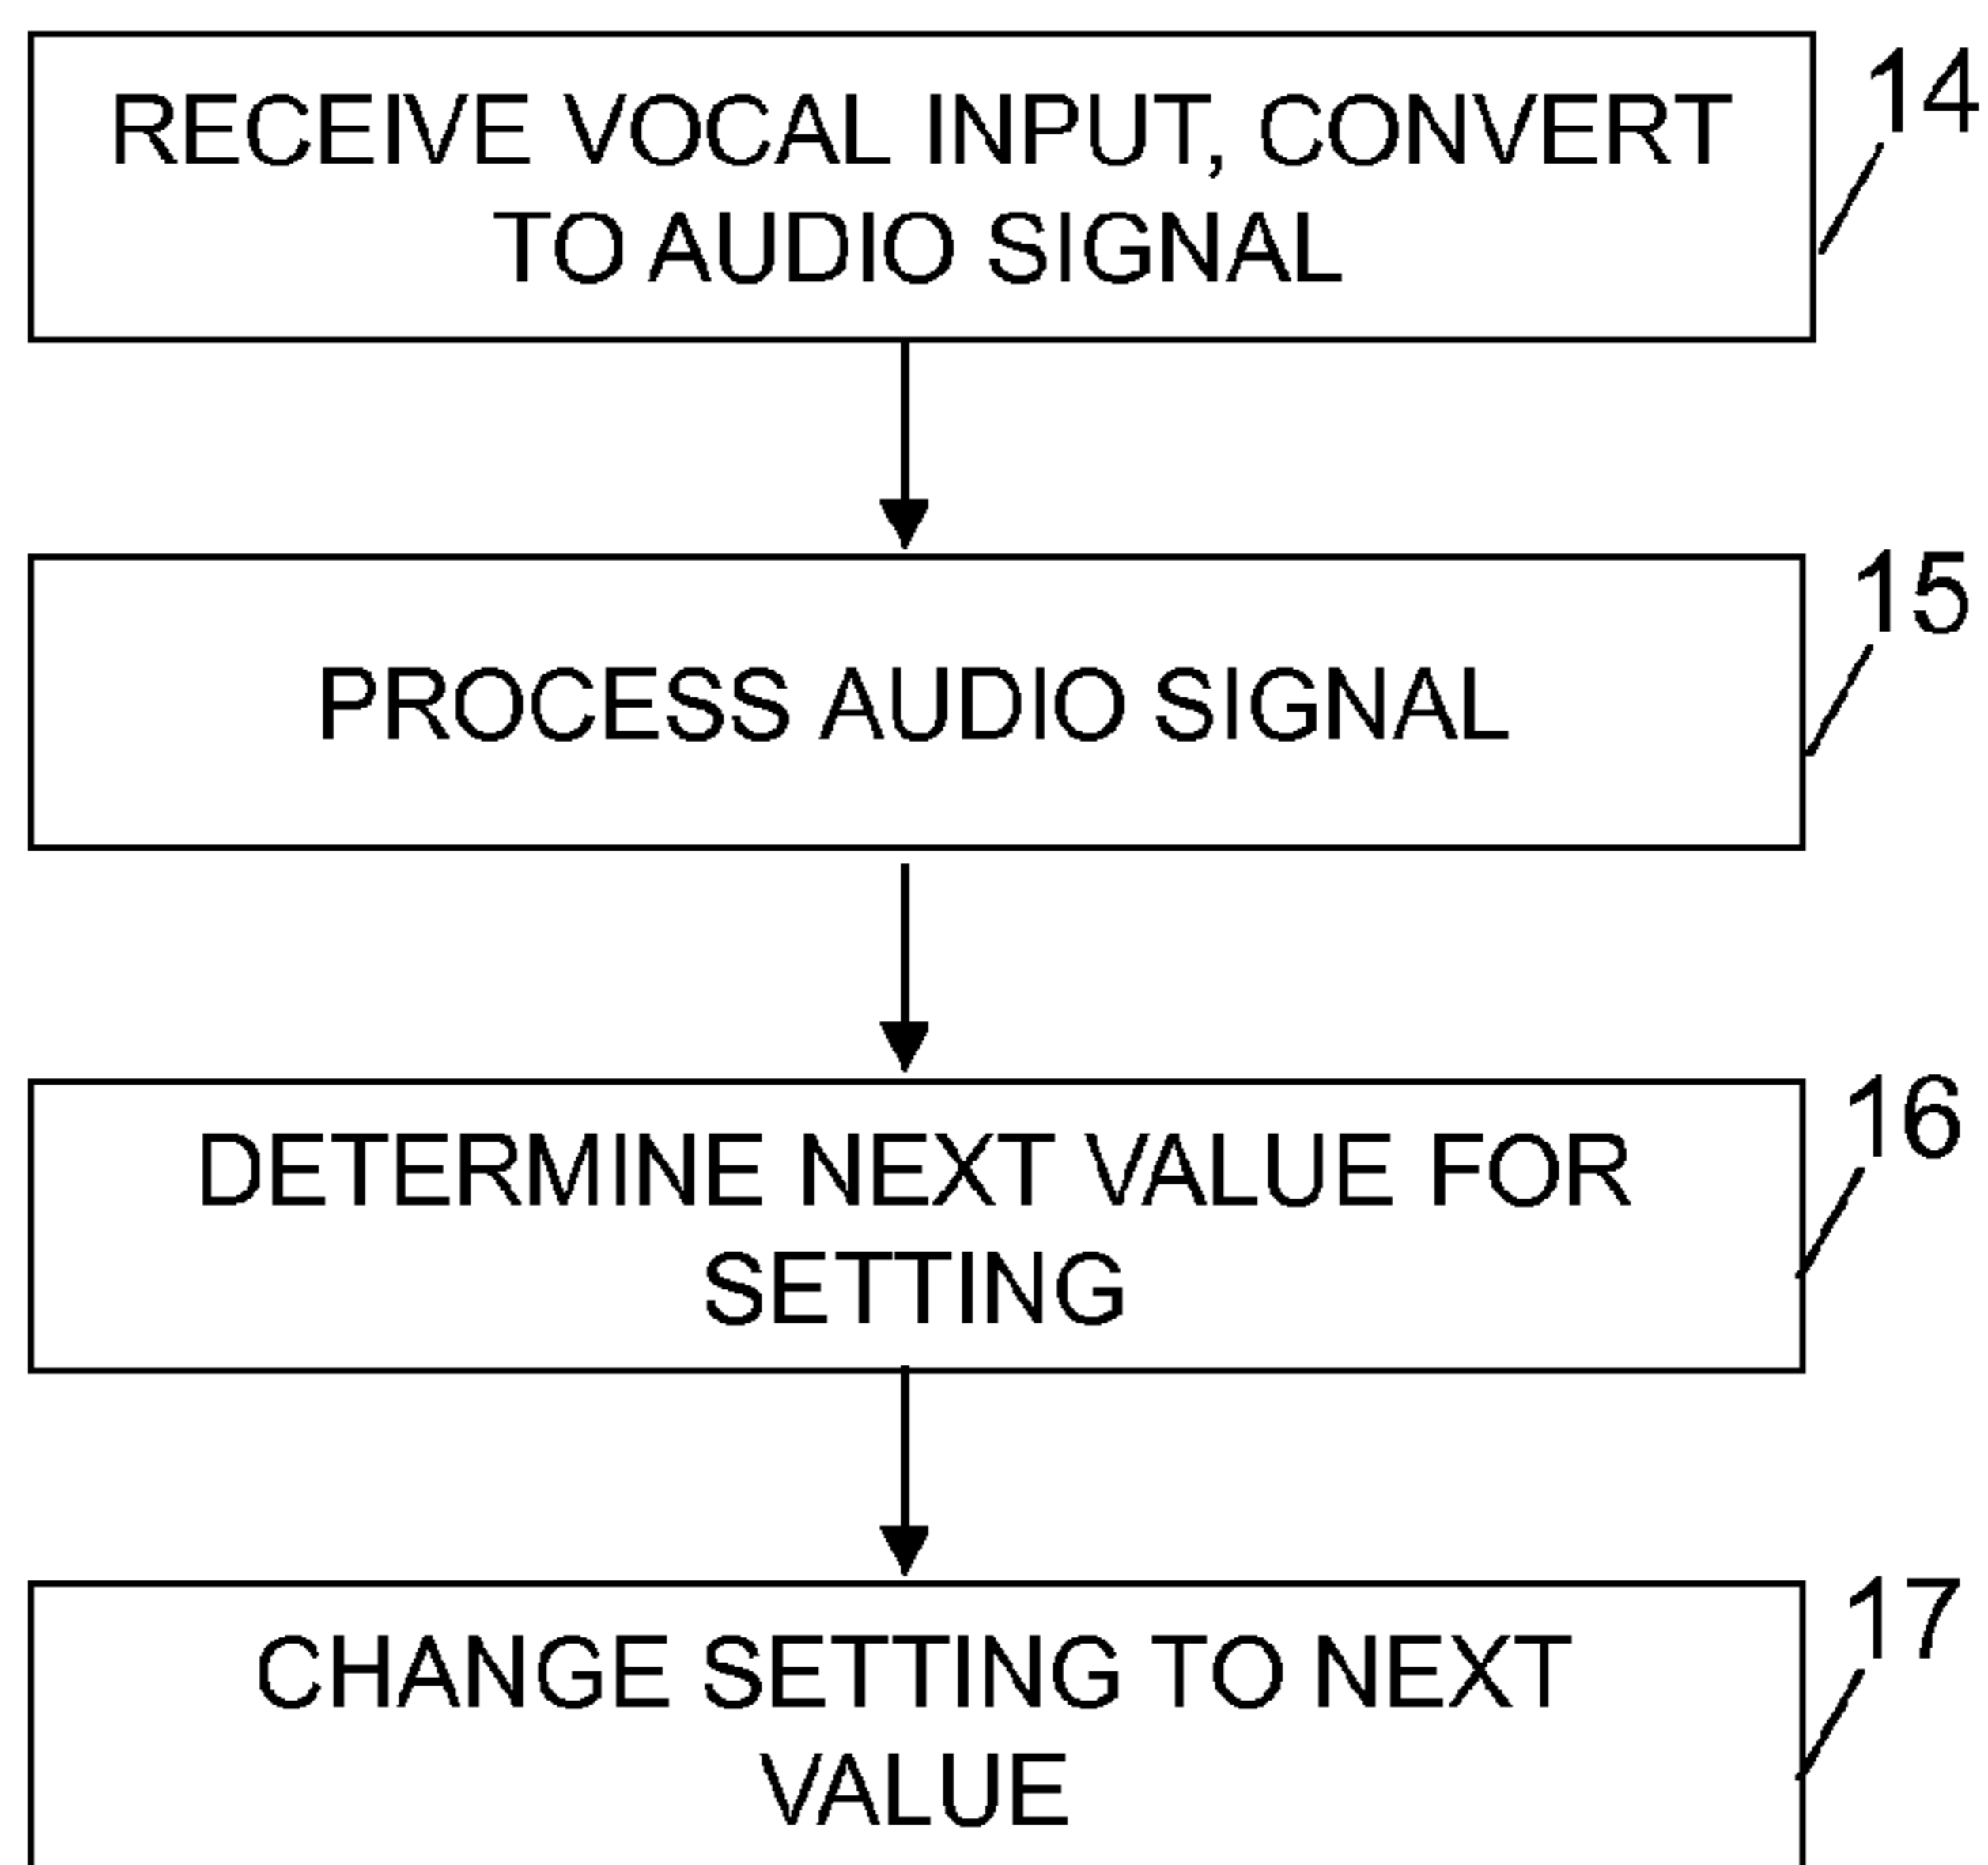 RECEIVE VOCAL INPUT, CONVERT
TO AUDIO SIGNAL
14
PROCESS AUDIO SIGNAL
15
DETERMINE NEXT VALUE FOR
SETTING
16
CHANGE SETTING TO NEXT
VALUE
17